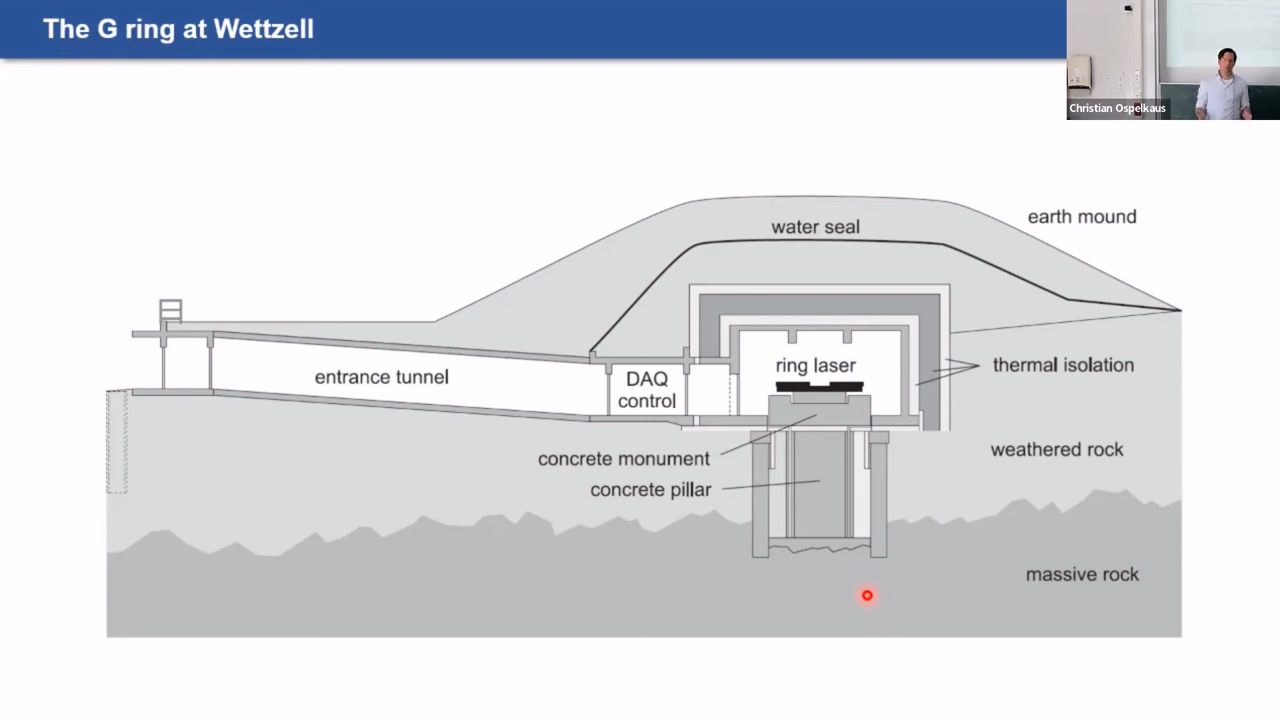 The G ring at Wettzell
Christian Ospelkaus
earth mound
water seal
ring laser
thermal isolation
entrance tunnel
DAQ
control
weathered rock
concrete monument
concrete pillar
massive rock